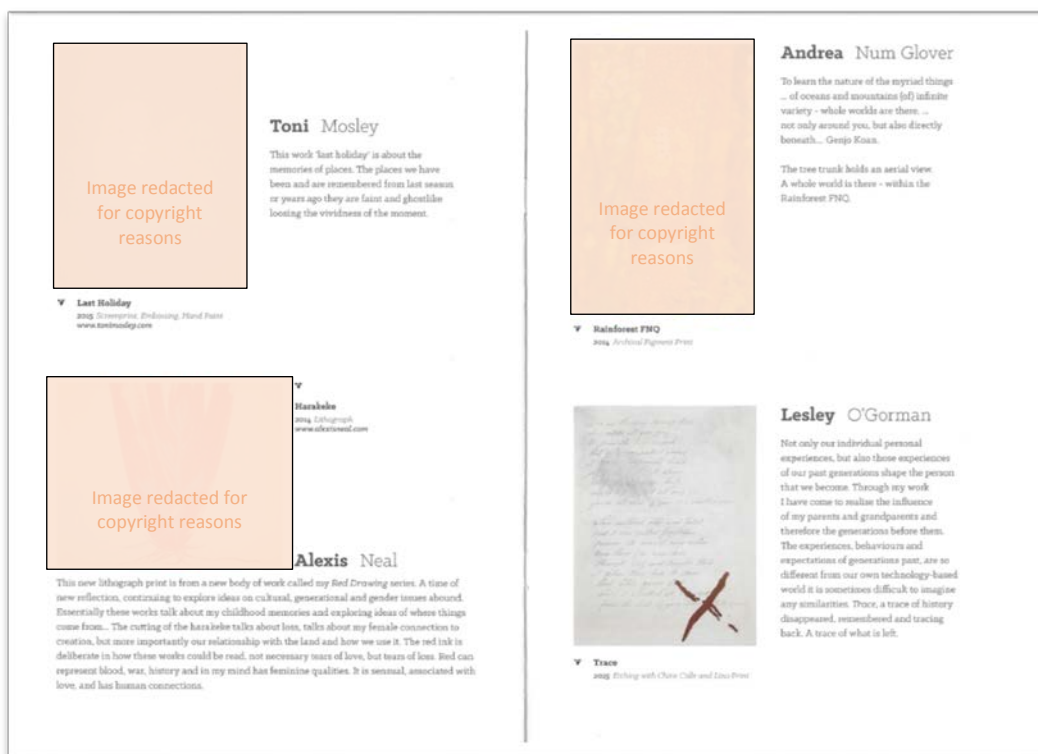 Image redacted
for copyright
reasons
Toni Mosley
This work 'last holiday' is about the
memories of places. The places we have
been and are remembered from last season
or years ago they are faint and ghostlike
loosing the vividness of the moment.
Last Holiday
2015 Screenprint, Embossing, Hand Paint
www.tonimosley.com
Image redacted for
copyright reasons
Harakeke
2014 Lithograph
www.alexisneal.com
Alexis Neal
This new lithograph print is from a new body of work called my Red Drawing series. A time of
new reflection, continuing to explore ideas on cultural, generational and gender issues abound.
Essentially these works talk about my childhood memories and exploring ideas of where things
come from... The cutting of the harakeke talks about loss, talks about my female connection to
creation, but more importantly our relationship with the land and how we use it. The red ink is
deliberate in how these works could be read, not necessary tears of love, but tears of loss. Red can
represent blood, war, history and in my mind has feminine qualities. It is sensual, associated with
love, and has human connections.
Image redacted
for copyright
reasons
Andrea Num Glover
To learn the nature of the myriad things
... of oceans and mountains (of) infinite
variety - whole worlds are there. ...
not only around you, but also directly
beneath... Genjo Koan.
The tree trunk holds an aerial view.
A whole world is there - within the
Rainforest FNQ.
Rainforest FNQ
2014 Archival Pigment Print
Lesley O'Gorman
Not only our individual personal
experiences, but also those experiences
of our past generations shape the person
that we become. Through my work
I have come to realise the influence
of my parents and grandparents and
therefore the generations before them.
The experiences, behaviours and
expectations of generations past, are so
different from our own technology-based
world it is sometimes difficult to imagine
any similarities. Trace, a trace of history
disappeared, remembered and tracing
back. A trace of what is left.
Trace
2015 Etching with Chine Colle and Lino Print